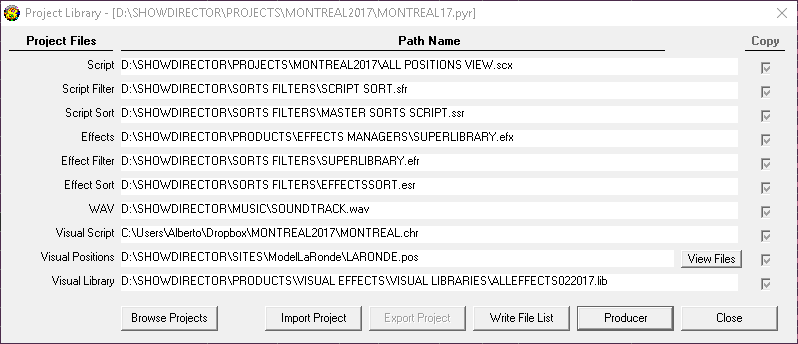 Project Library - [D:\SHOWDIRECTOR\PROJECTS\MONTREAL2017\MONTREAL17.pyr]
Project Files Path Name Copy
Script D:\SHOWDIRECTOR\PROJECTS\MONTREAL2017\ALL POSITIONS VIEW.scx
Script Filter D:\SHOWDIRECTOR\SORTS FILTERS\SCRIPT SORT.sfr
Script Sort D:\SHOWDIRECTOR\SORTS FILTERS\MASTER SORTS SCRIPT.ssr
Effects D:\SHOWDIRECTOR\PRODUCTS\EFFECTS MANAGERS\SUPERLIBRARY.efx
Effect Filter D:\SHOWDIRECTOR\SORTS FILTERS\SUPERLIBRARY.efr
Effect Sort D:\SHOWDIRECTOR\SORTS FILTERS\EFFECTSSORT.esr
WAV D:\SHOWDIRECTOR\MUSIC\SOUNDTRACK.wav
Visual Script C:\Users\Alberto\Dropbox\MONTREAL2017\MONTREAL.chr
Visual Positions D:\SHOWDIRECTOR\SITES\ModelLaRonde\LARONDE.pos View Files
Visual Library D:\SHOWDIRECTOR\PRODUCTS\VISUAL EFFECTS\VISUAL LIBRARIES\ALLEFFECTS022017.lib
Browse Projects Import Project Export Project Write File List Producer Close